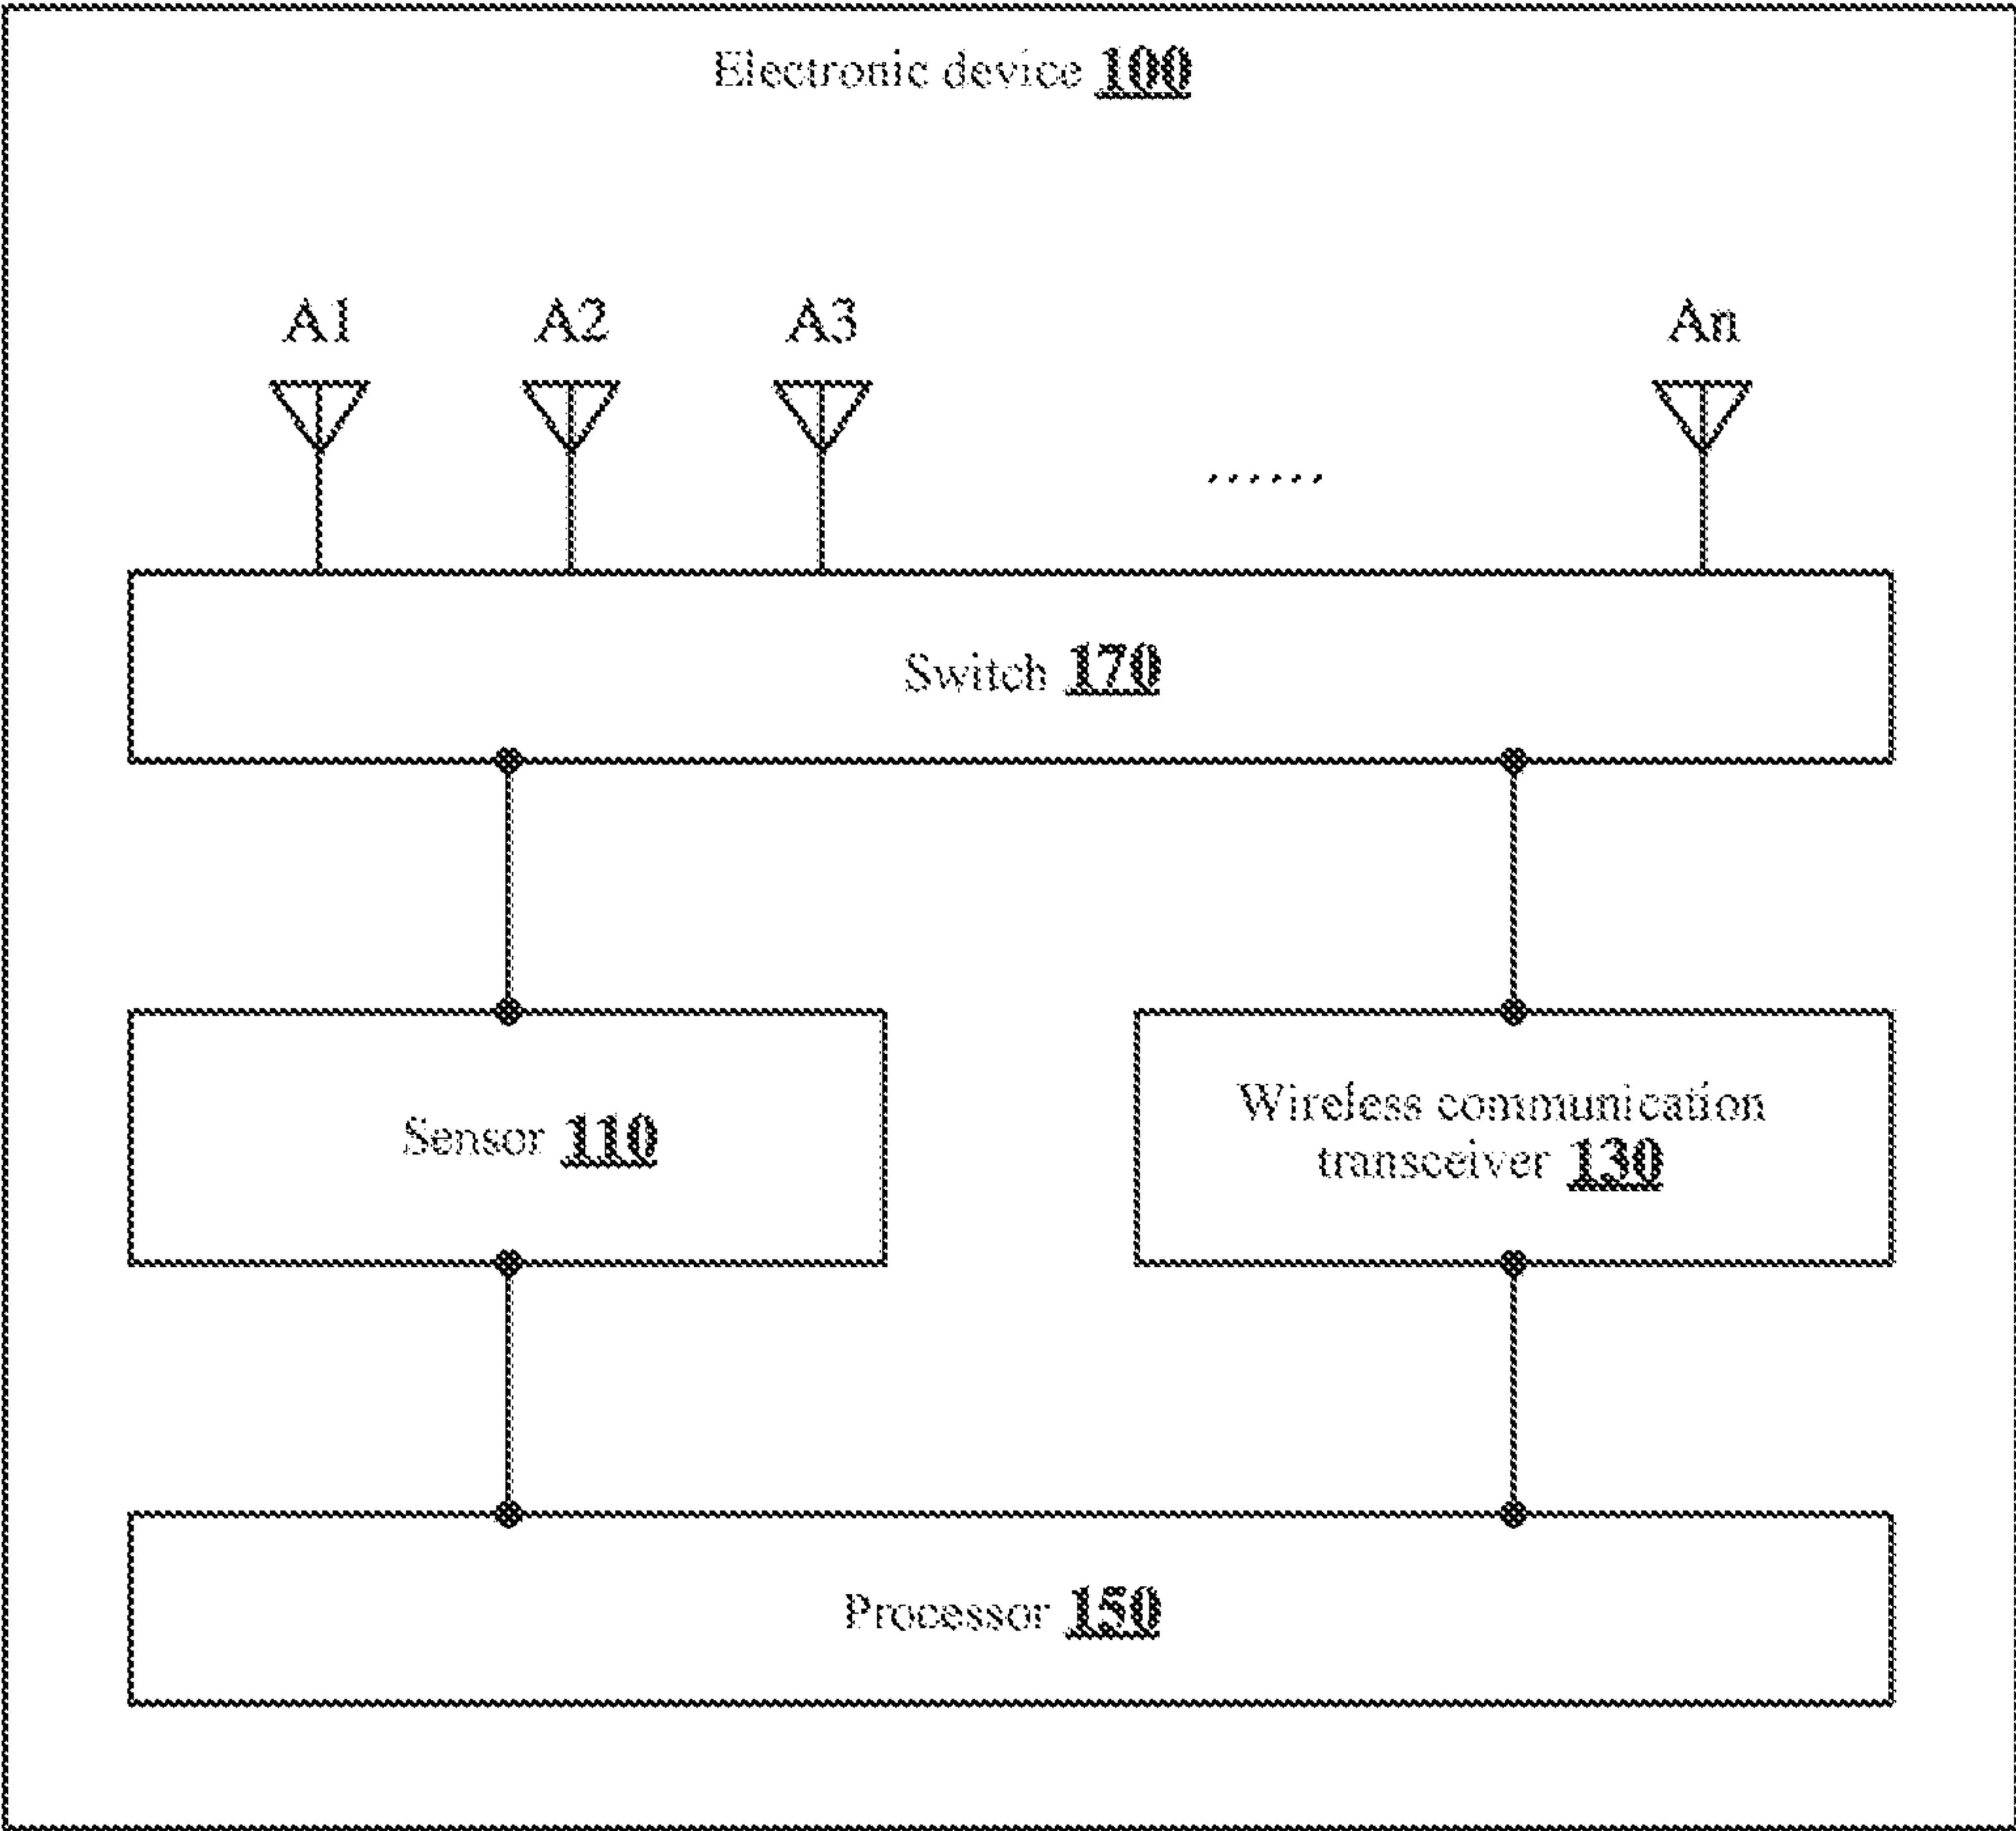 Electronic device 100
A1 A2 A3 An
......
Switch 170
Sensor 110
Wireless communication
transceiver 130
Processor 150